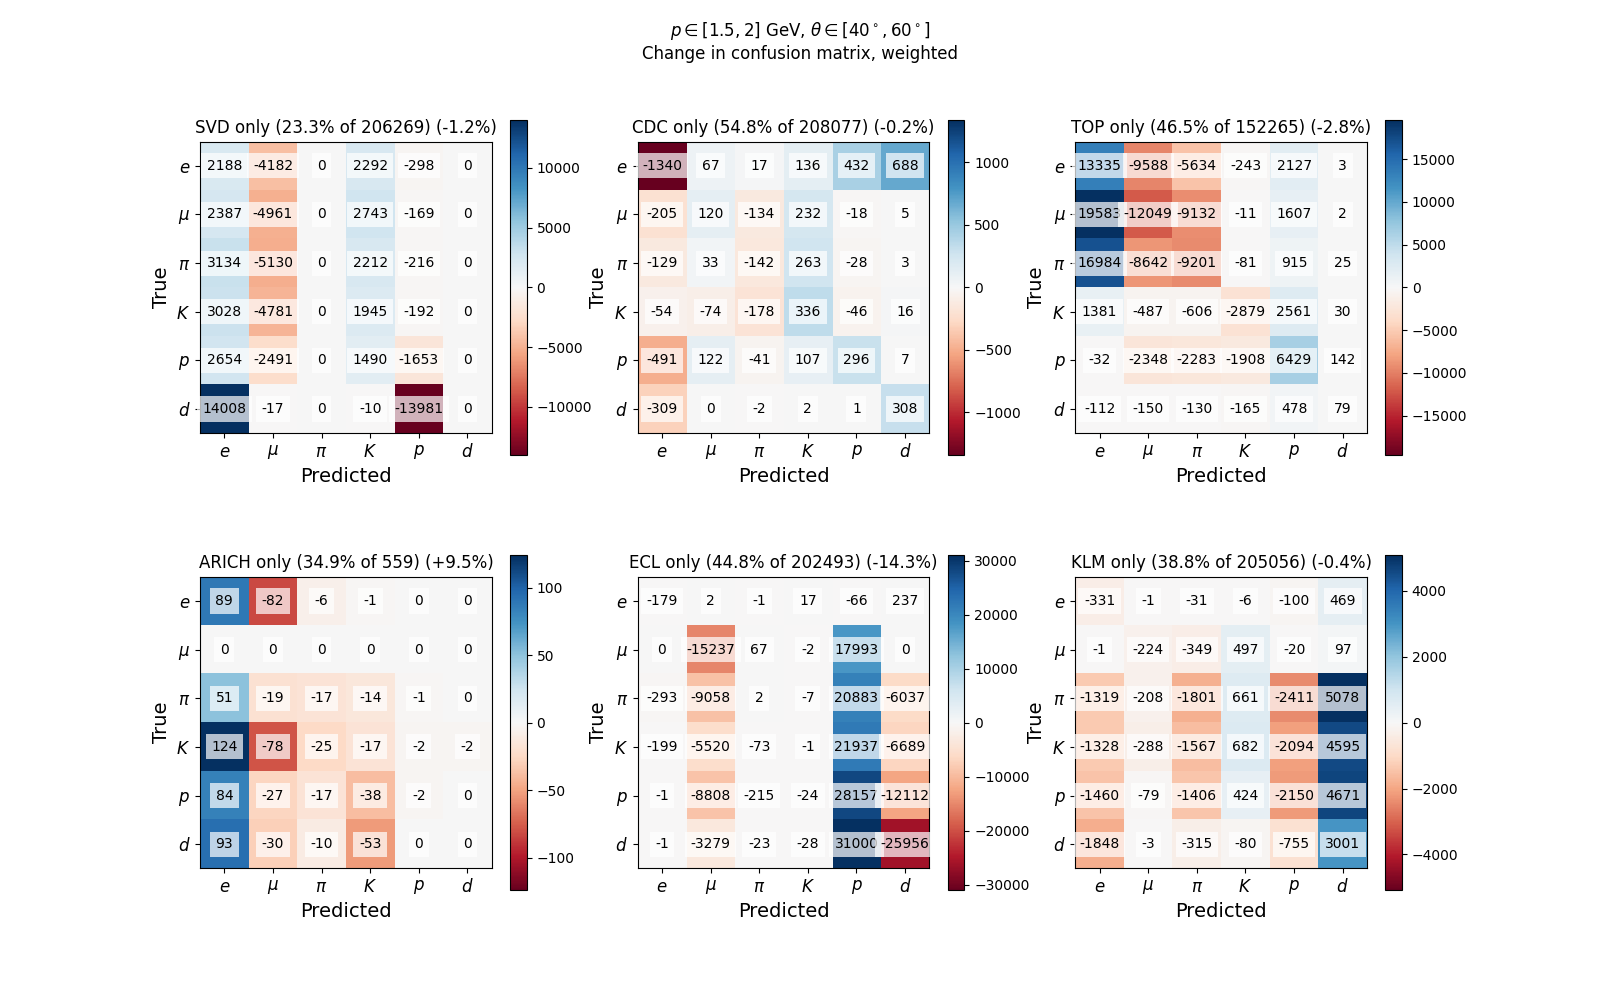 p ∈ [1.5, 2] GeV, θ ∈ [40°, 60°]
Change in confusion matrix, weighted
SVD only (23.3% of 206269) (-1.2%)
e 2188 -4182 0 2292 -298 0
μ 2387 -4961 0 2743 -169 0
π 3134 -5130 0 2212 -216 0
K 3028 -4781 0 1945 -192 0
p 2654 -2491 0 1490 -1653 0
d 14008 -17 0 -10 -13981 0
e μ π K p d
True
Predicted
10000
5000
0
−5000
−10000
CDC only (54.8% of 208077) (-0.2%)
e -1340 67 17 136 432 688
μ -205 120 -134 232 -18 5
π -129 33 -142 263 -28 3
K -54 -74 -178 336 -46 16
p -491 122 -41 107 296 7
d -309 0 -2 2 1 308
e μ π K p d
True
Predicted
1000
500
0
−500
−1000
TOP only (46.5% of 152265) (-2.8%)
e 13335 -9588 -5634 -243 2127 3
μ 19583 -12049 -9132 -11 1607 2
π 16984 -8642 -9201 -81 915 25
K 1381 -487 -606 -2879 2561 30
p -32 -2348 -2283 -1908 6429 142
d -112 -150 -130 -165 478 79
e μ π K p d
True
Predicted
15000
10000
5000
0
−5000
−10000
−15000
ARICH only (34.9% of 559) (+9.5%)
e 89 -82 -6 -1 0 0
μ 0 0 0 0 0 0
π 51 -19 -17 -14 -1 0
K 124 -78 -25 -17 -2 -2
p 84 -27 -17 -38 -2 0
d 93 -30 -10 -53 0 0
e μ π K p d
True
Predicted
100
50
0
−50
−100
ECL only (44.8% of 202493) (-14.3%)
e -179 2 -1 17 -66 237
μ 0 -15237 67 -2 17993 0
π -293 -9058 2 -7 20883 -6037
K -199 -5520 -73 -1 21937 -6689
p -1 -8808 -215 -24 28157 -12112
d -1 -3279 -23 -28 31000 -25956
e μ π K p d
True
Predicted
30000
20000
10000
0
−10000
−20000
−30000
KLM only (38.8% of 205056) (-0.4%)
e -331 -1 -31 -6 -100 469
μ -1 -224 -349 497 -20 97
π -1319 -208 -1801 661 -2411 5078
K -1328 -288 -1567 682 -2094 4595
p -1460 -79 -1406 424 -2150 4671
d -1848 -3 -315 -80 -755 3001
e μ π K p d
True
Predicted
4000
2000
0
−2000
−4000